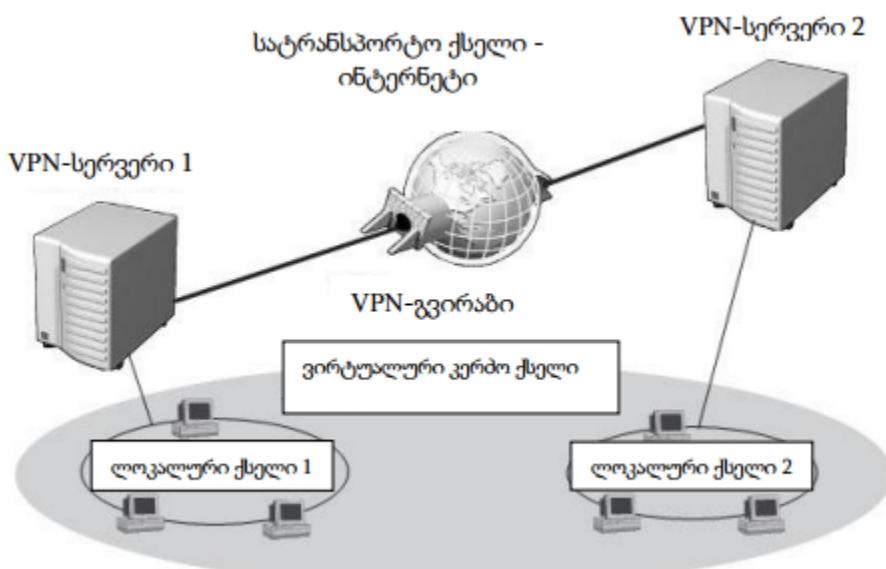 VPN-სერვერი 2
სატრანსპორტო ქსელი -
ინტერნეტი
VPN-სერვერი 1
VPN-გვირაბი
ვირტუალური კერძო ქსელი
ლოკალური ქსელი 1
ლოკალური ქსელი 2